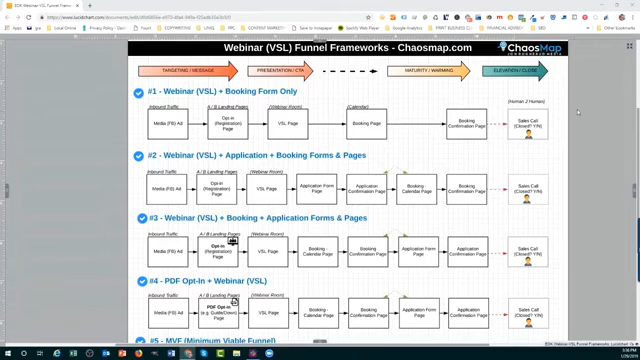 Webinar (VSL) Funnel Frameworks - Chaosmap.com
ChaosMap
TARGETING / MESSAGE
PRESENTATION / CTA
MATURITY / WARMING
ELEVATION / CLOSE
#1 - Webinar (VSL) + Booking Form Only
(Human 2 Human)
Inbound Traffic
A / B Landing Pages
(Webinar Room)
(Calendar)
Media (FB) Ad
Opt-in (Registration) Page
VSL Page
Booking Page
Booking Confirmation Page
Sales Call (Closed? Y/N)
#2 - Webinar (VSL) + Application + Booking Forms & Pages
Inbound Traffic
A / B Landing Pages
(Webinar Room)
Media (FB) Ad
Opt-in (Registration) Page
VSL Page
Application Form Page
Application Confirmation Page
Booking - Calendar Page
Booking Confirmation Page
Sales Call (Closed? Y/N)
#3 - Webinar (VSL) + Booking + Application Forms & Pages
Inbound Traffic
A / B Landing Pages
(Webinar Room)
Media (FB) Ad
Opt-in (Registration) Page
VSL Page
Booking - Calendar Page
Booking Confirmation Page
Application Form Page
Application Confirmation Page
Sales Call (Closed? Y/N)
#4 - PDF Opt-In + Webinar (VSL)
Inbound Traffic
A / B Landing Pages
(Webinar Room)
Media (FB) Ad
PDF Opt-in (e.g. Guide/Down) Page
VSL Page
Booking - Calendar Page
Booking Confirmation Page
Application Form Page
Application Confirmation Page
Sales Call (Closed? Y/N)
#5 - MVF (Minimum Viable Funnel)